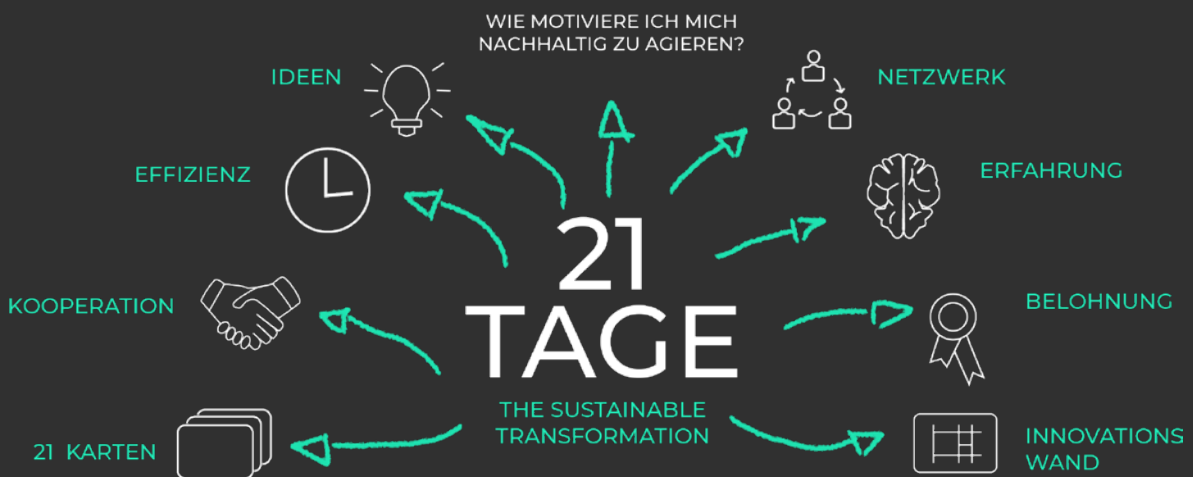 WIE MOTIVIERE ICH MICH
NACHHALTIG ZU AGIEREN?
IDEEN
NETZWERK
EFFIZIENZ
ERFAHRUNG
21
TAGE
KOOPERATION
BELOHNUNG
THE SUSTAINABLE
TRANSFORMATION
21 KARTEN
INNOVATIONS
WAND